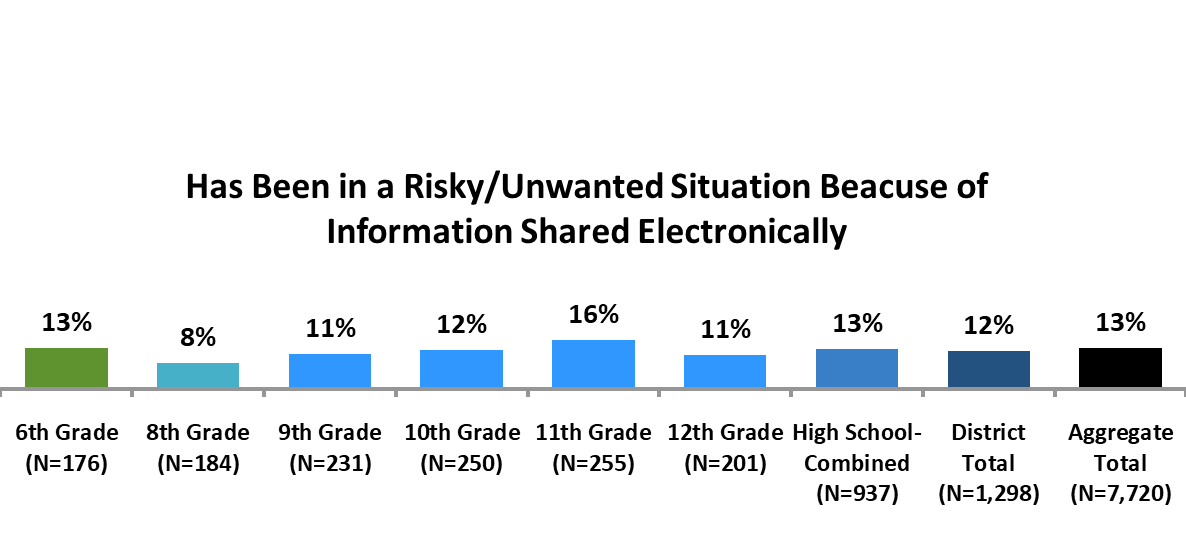 Has Been in a Risky/Unwanted Situation Beacuse of
Information Shared Electronically
13%
8%
11%
12%
16%
11%
13%
12%
13%
6th Grade
(N=176)
8th Grade
(N=184)
9th Grade
(N=231)
10th Grade
(N=250)
11th Grade
(N=255)
12th Grade
(N=201)
High School-
Combined
(N=937)
District
Total
(N=1,298)
Aggregate
Total
(N=7,720)